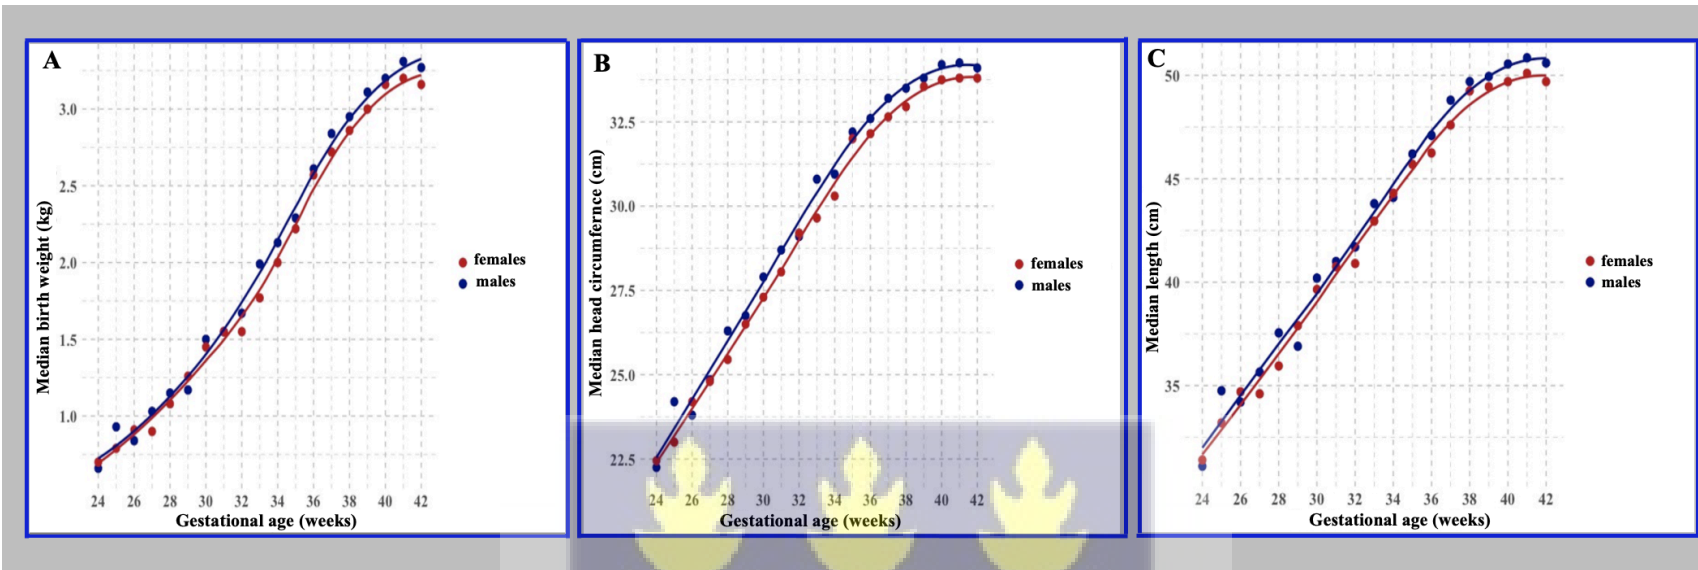 A
Median birth weight (kg)
3.0
2.5
2.0
1.5
1.0
24 26 28 30 32 34 36 38 40 42
Gestational age (weeks)
females
males
B
Median head circumfernce (cm)
32.5
30.0
27.5
25.0
22.5
24 26 28 30 32 34 36 38 40 42
Gestational age (weeks)
females
males
C
Median length (cm)
50
45
40
35
24 26 28 30 32 34 36 38 40 42
Gestational age (weeks)
females
males